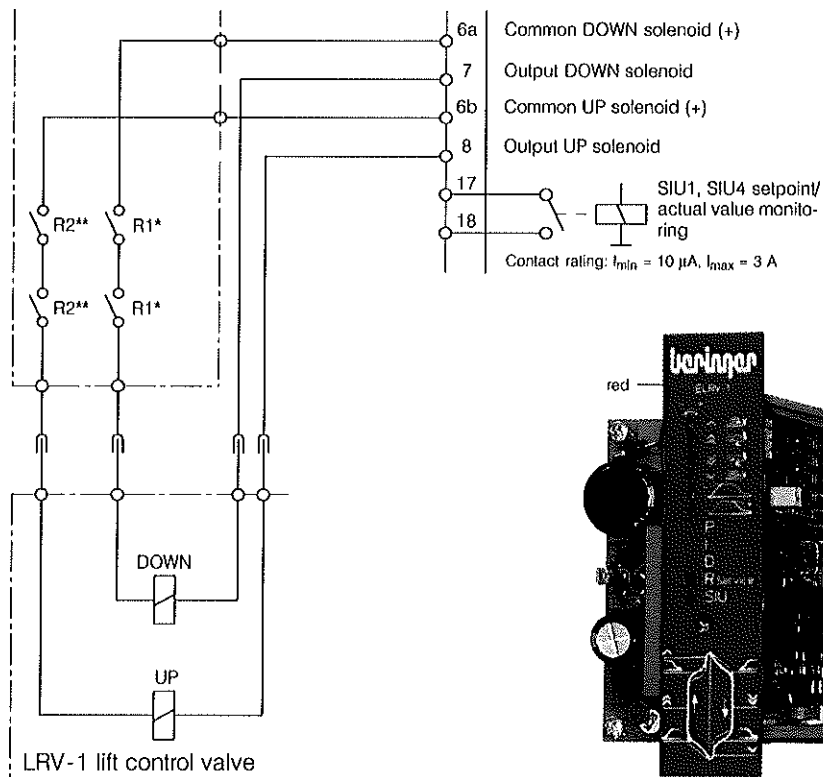 6a Common DOWN solenoid (+)
7 Output DOWN solenoid
6b Common UP solenoid (+)
8 Output UP solenoid
17
SIU1, SIU4 setpoint/
actual value monito-
ring
18
Contact rating: Imin = 10 µA, Imax = 3 A
R2** R1*
R2** R1*
beringer
red
ELRV 1
P
I
D
R Service
SIU
DOWN
UP
LRV-1 lift control valve